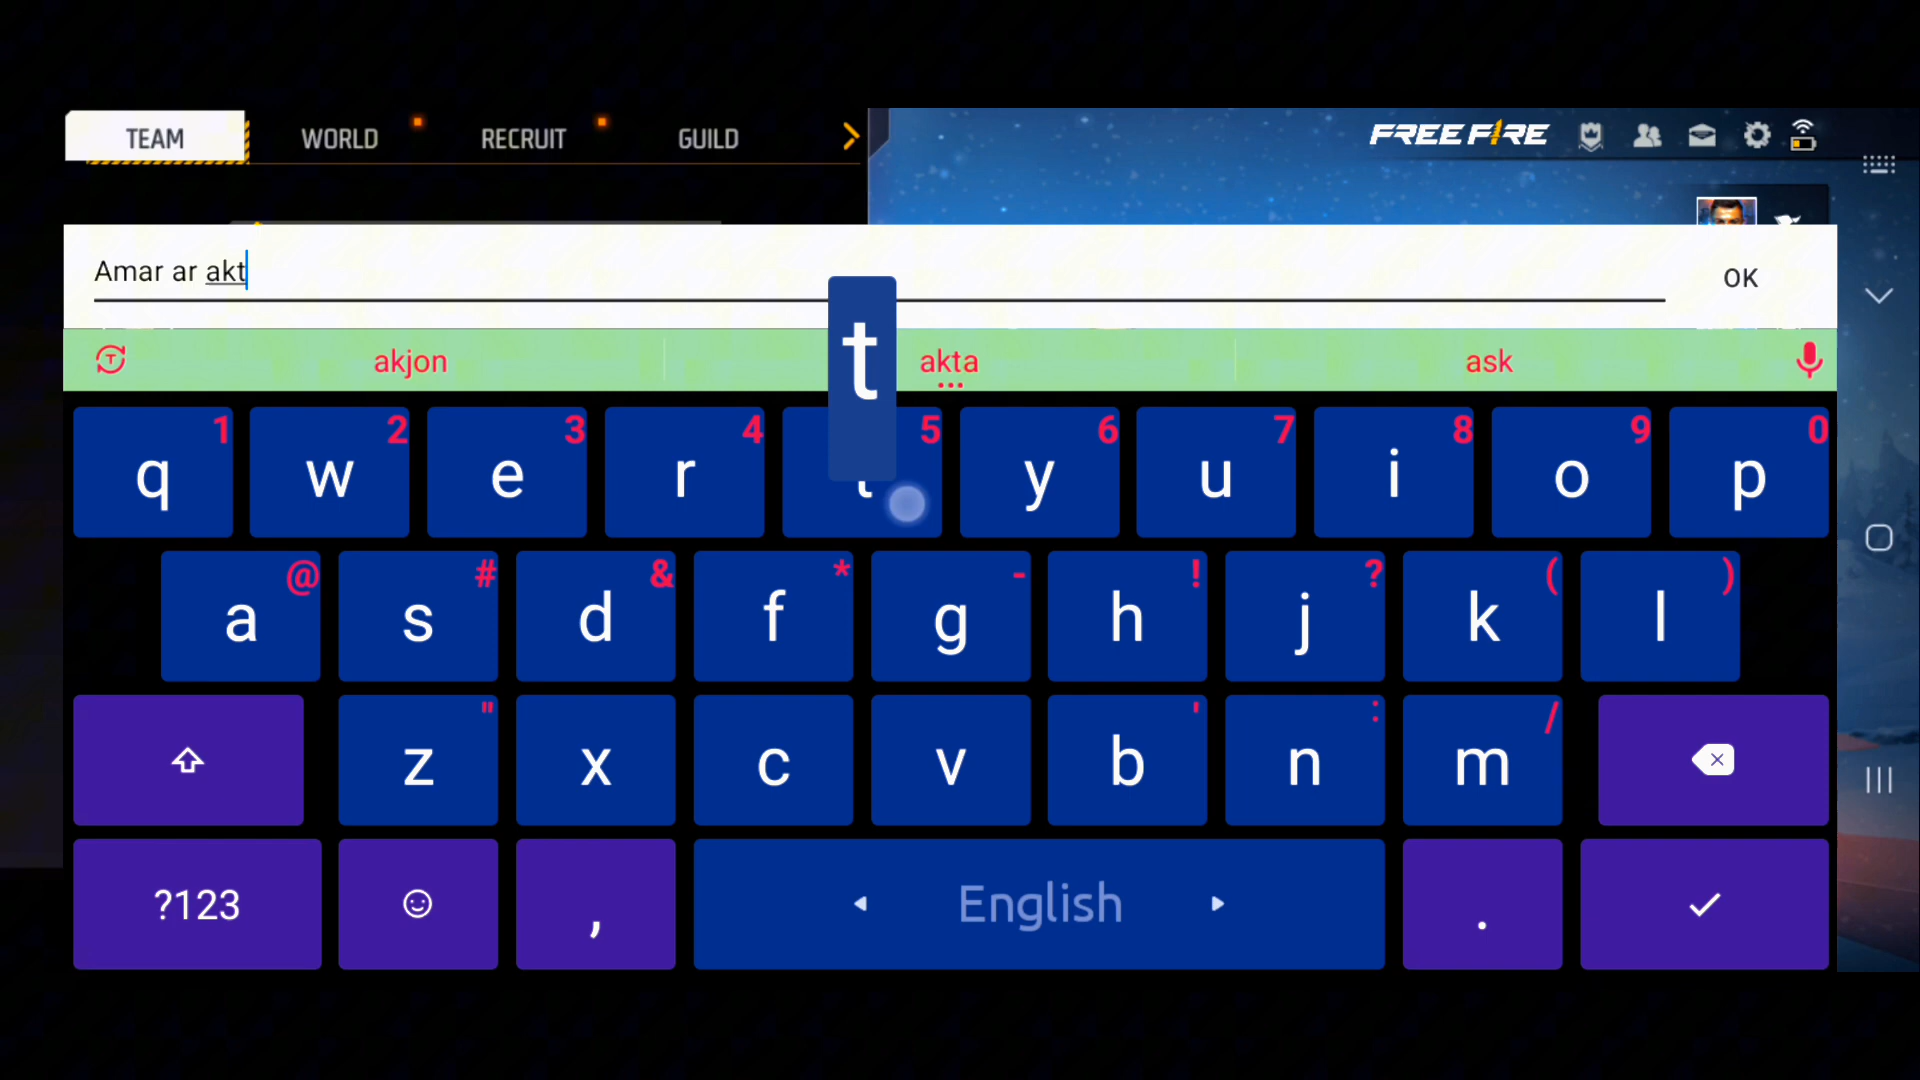 TEAM WORLD RECRUIT GUILD
FREE FIRE
Amar ar akt
OK
t
akjon akta ask
q 1 w 2 e 3 r 4 t 5 y 6 u 7 i 8 o 9 p 0
a @ s # d & f * g - h ! j ? k ( l )
z " x c v b ' n : m /
?123 , English .